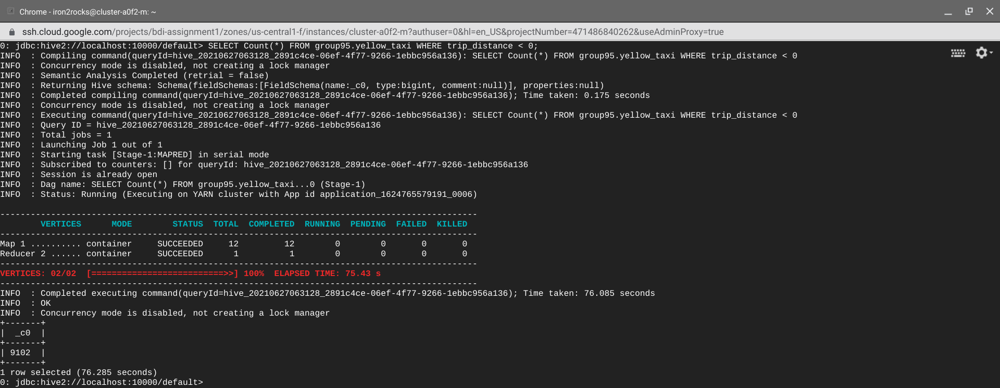 Chrome - iron2rocks@cluster-a0f2-m: ~
ssh.cloud.google.com/projects/bdi-assignment1/zones/us-central1-f/instances/cluster-a0f2-m?authuser=0&hl=en_US&projectNumber=471486840262&useAdminProxy=true
0: jdbc:hive2://localhost:10000/default> SELECT Count(*) FROM group95.yellow_taxi WHERE trip_distance < 0;
INFO  : Compiling command(queryId=hive_20210627063128_2891c4ce-06ef-4f77-9266-1ebbc956a136): SELECT Count(*) FROM group95.yellow_taxi WHERE trip_distance < 0
INFO  : Concurrency mode is disabled, not creating a lock manager
INFO  : Semantic Analysis Completed (retrial = false)
INFO  : Returning Hive schema: Schema(fieldSchemas:[FieldSchema(name:_c0, type:bigint, comment:null)], properties:null)
INFO  : Completed compiling command(queryId=hive_20210627063128_2891c4ce-06ef-4f77-9266-1ebbc956a136); Time taken: 0.175 seconds
INFO  : Concurrency mode is disabled, not creating a lock manager
INFO  : Executing command(queryId=hive_20210627063128_2891c4ce-06ef-4f77-9266-1ebbc956a136): SELECT Count(*) FROM group95.yellow_taxi WHERE trip_distance < 0
INFO  : Query ID = hive_20210627063128_2891c4ce-06ef-4f77-9266-1ebbc956a136
INFO  : Total jobs = 1
INFO  : Launching Job 1 out of 1
INFO  : Starting task [Stage-1:MAPRED] in serial mode
INFO  : Subscribed to counters: [] for queryId: hive_20210627063128_2891c4ce-06ef-4f77-9266-1ebbc956a136
INFO  : Session is already open
INFO  : Dag name: SELECT Count(*) FROM group95.yellow_taxi...0 (Stage-1)
INFO  : Status: Running (Executing on YARN cluster with App id application_1624765579191_0006)
----------------------------------------------------------------------------------------------
        VERTICES      MODE        STATUS  TOTAL  COMPLETED  RUNNING  PENDING  FAILED  KILLED
----------------------------------------------------------------------------------------------
Map 1 .......... container     SUCCEEDED     12         12        0        0       0       0
Reducer 2 ...... container     SUCCEEDED      1          1        0        0       0       0
----------------------------------------------------------------------------------------------
VERTICES: 02/02  [==========================>>] 100%  ELAPSED TIME: 75.43 s
----------------------------------------------------------------------------------------------
INFO  : Completed executing command(queryId=hive_20210627063128_2891c4ce-06ef-4f77-9266-1ebbc956a136); Time taken: 76.085 seconds
INFO  : OK
INFO  : Concurrency mode is disabled, not creating a lock manager
+-------+
|  _c0  |
+-------+
| 9102  |
+-------+
1 row selected (76.285 seconds)
0: jdbc:hive2://localhost:10000/default>